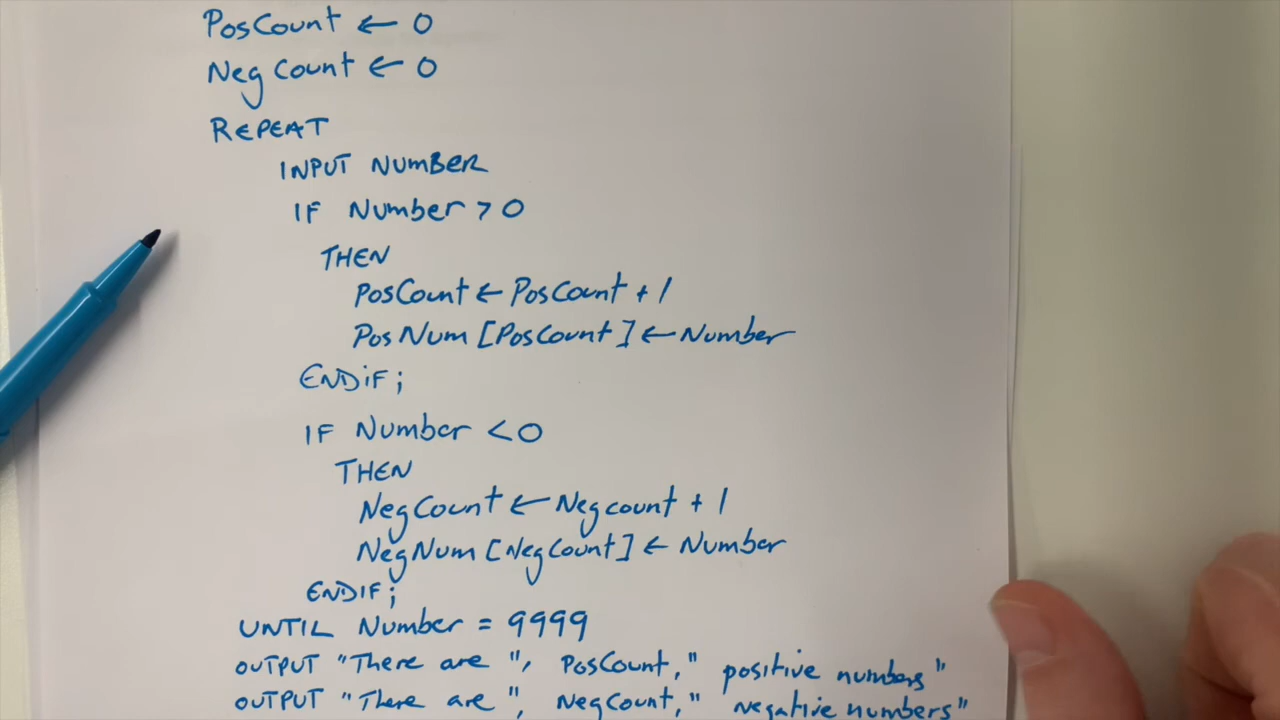 PosCount ← 0
NegCount ← 0
REPEAT
INPUT NUMBER
IF Number > 0
THEN
PosCount ← PosCount + 1
PosNum [PosCount] ← Number
ENDIF;
IF Number < 0
THEN
NegCount ← Negcount + 1
NegNum [NegCount] ← Number
ENDIF;
UNTIL Number = 9999
OUTPUT "There are ", PosCount, " positive numbers"
OUTPUT "There are ", NegCount, " negative numbers"